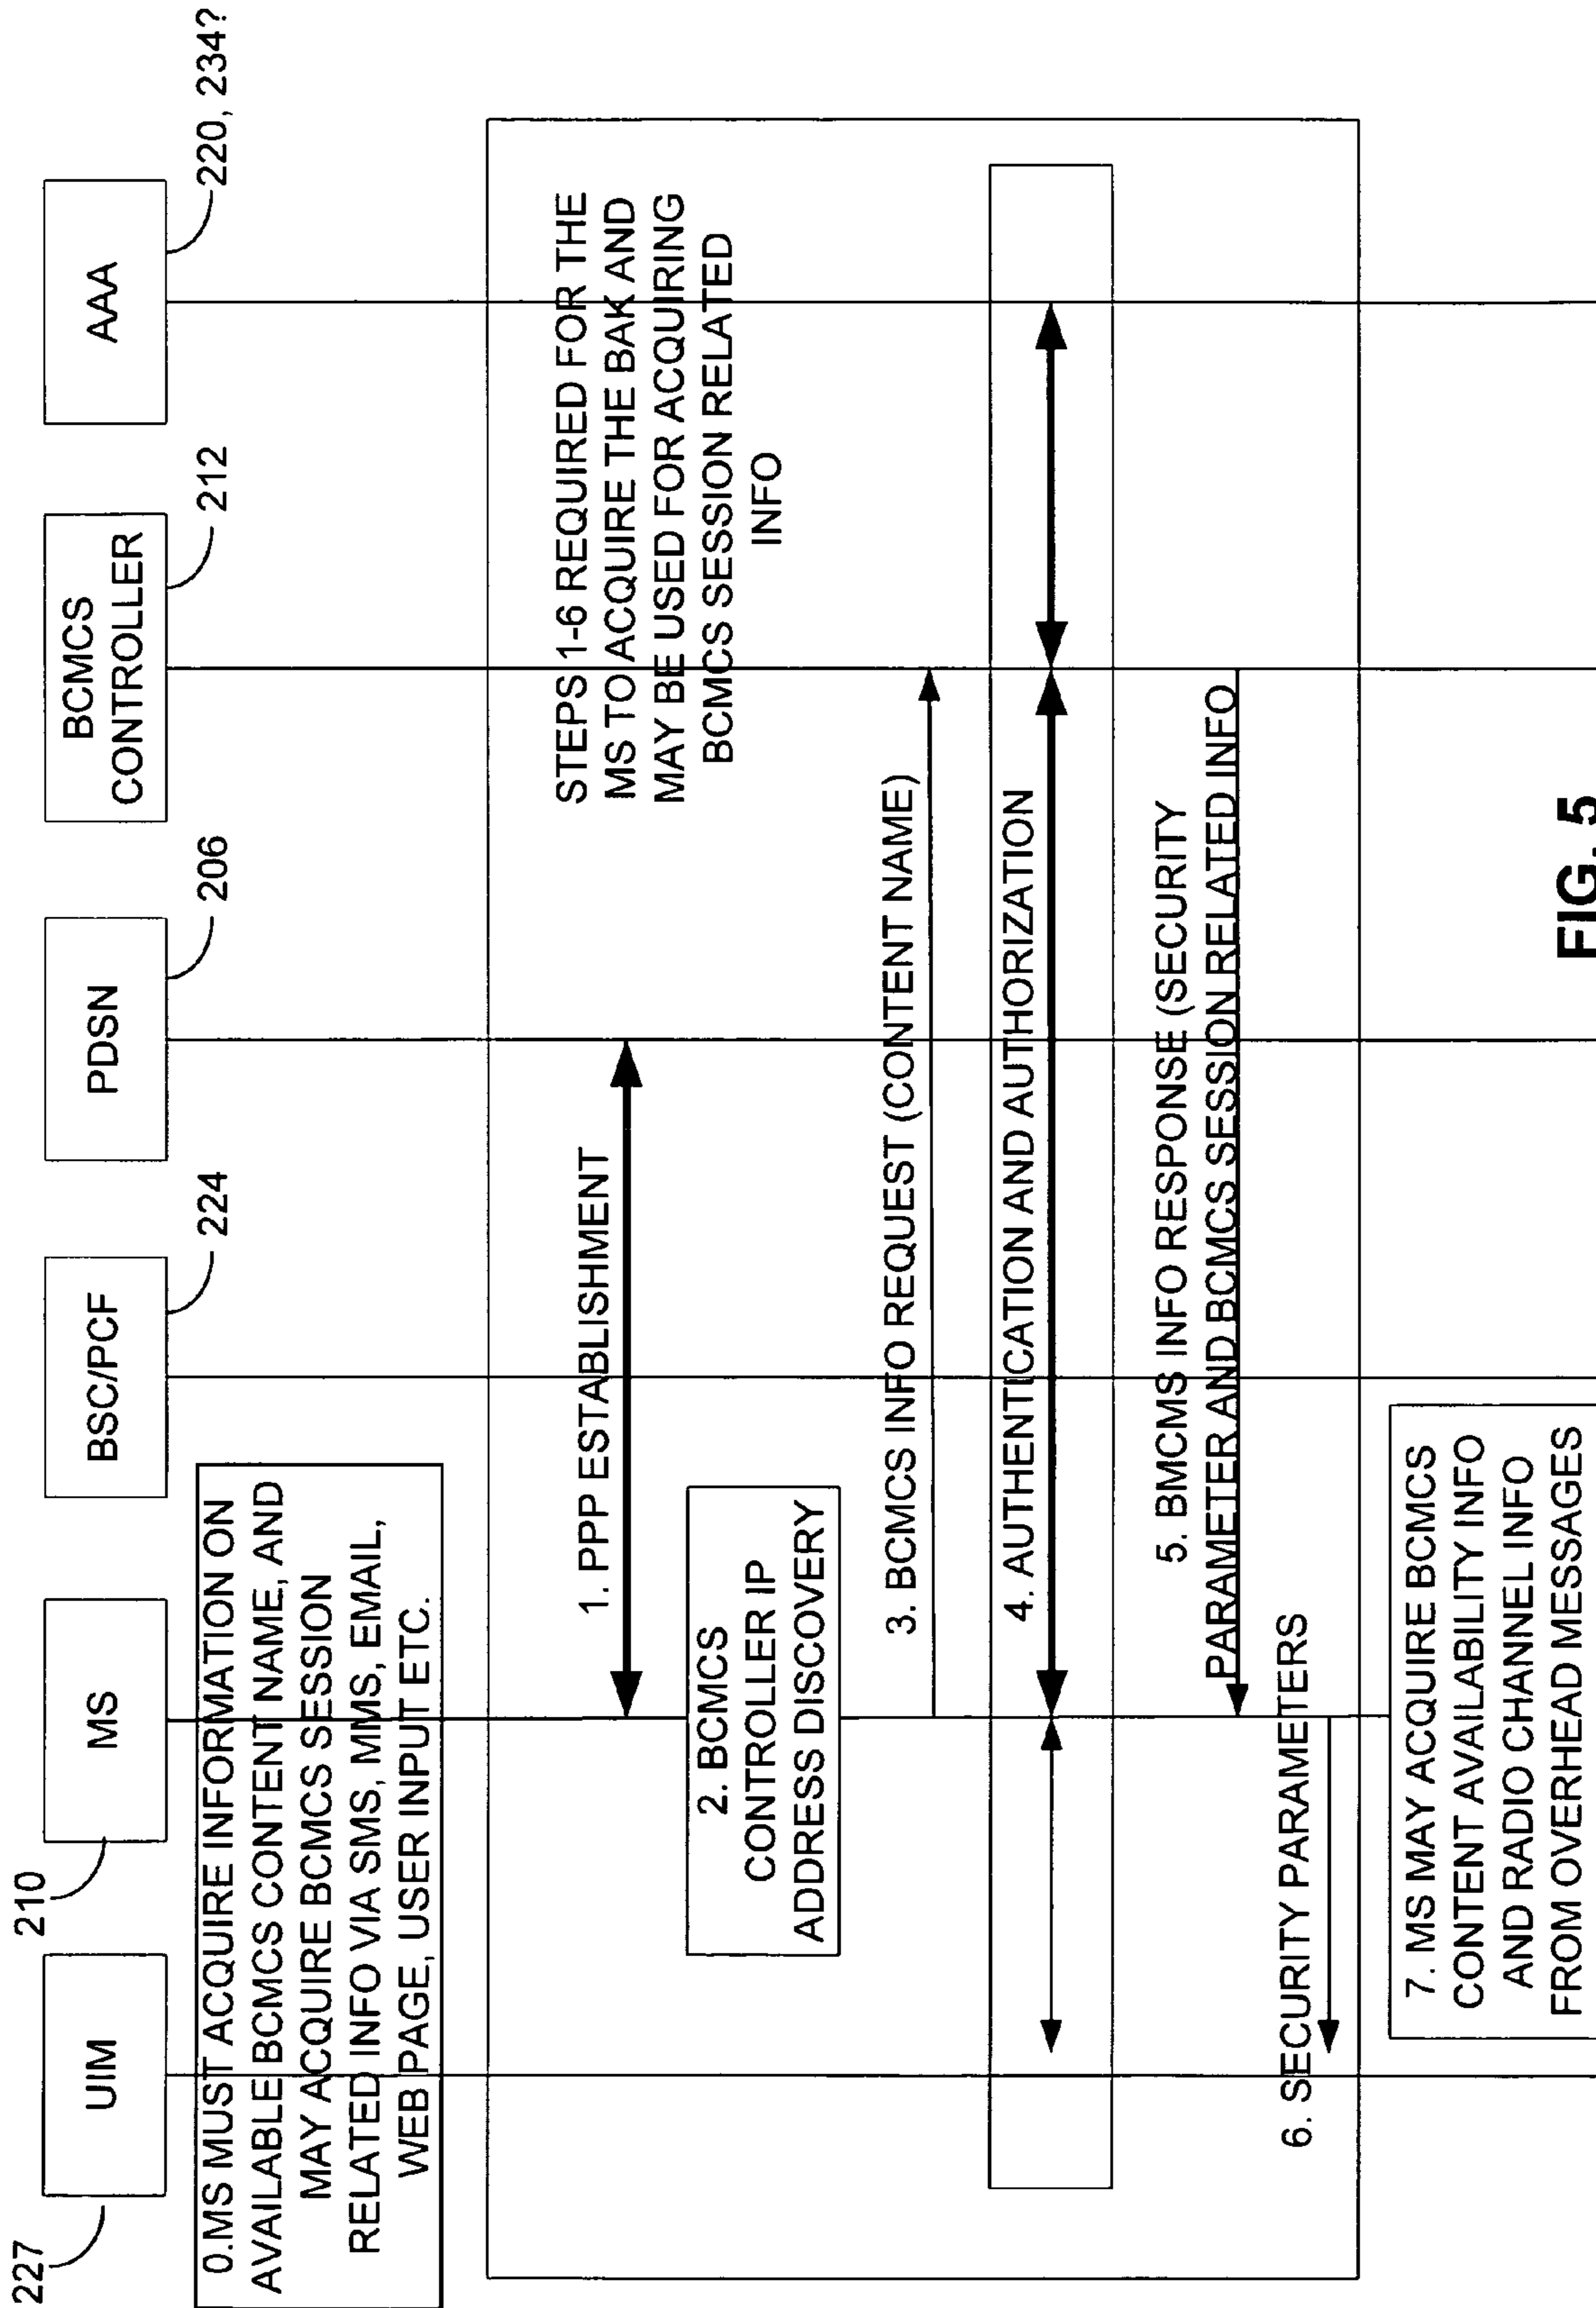 227
UIM
210
MS
BSC/PCF
224
PDSN
206
BCMCS
CONTROLLER
212
AAA
220, 234?
0.MS MUST ACQUIRE INFORMATION ON
AVAILABLE BCMCS CONTENT NAME, AND
MAY ACQUIRE BCMCS SESSION
RELATED INFO VIA SMS, MMS, EMAIL,
WEB PAGE, USER INPUT ETC.
STEPS 1-6 REQUIRED FOR THE
MS TO ACQUIRE THE BAK AND
MAY BE USED FOR ACQUIRING
BCMCS SESSION RELATED
INFO
1. PPP ESTABLISHMENT
2. BCMCS
CONTROLLER IP
ADDRESS DISCOVERY
3. BCMCS INFO REQUEST (CONTENT NAME)
4. AUTHENTICATION AND AUTHORIZATION
5. BMCMS INFO RESPONSE (SECURITY
PARAMETER AND BCMCS SESSION RELATED INFO
6. SECURITY PARAMETERS
7. MS MAY ACQUIRE BCMCS
CONTENT AVAILABILITY INFO
AND RADIO CHANNEL INFO
FROM OVERHEAD MESSAGES
FIG. 5